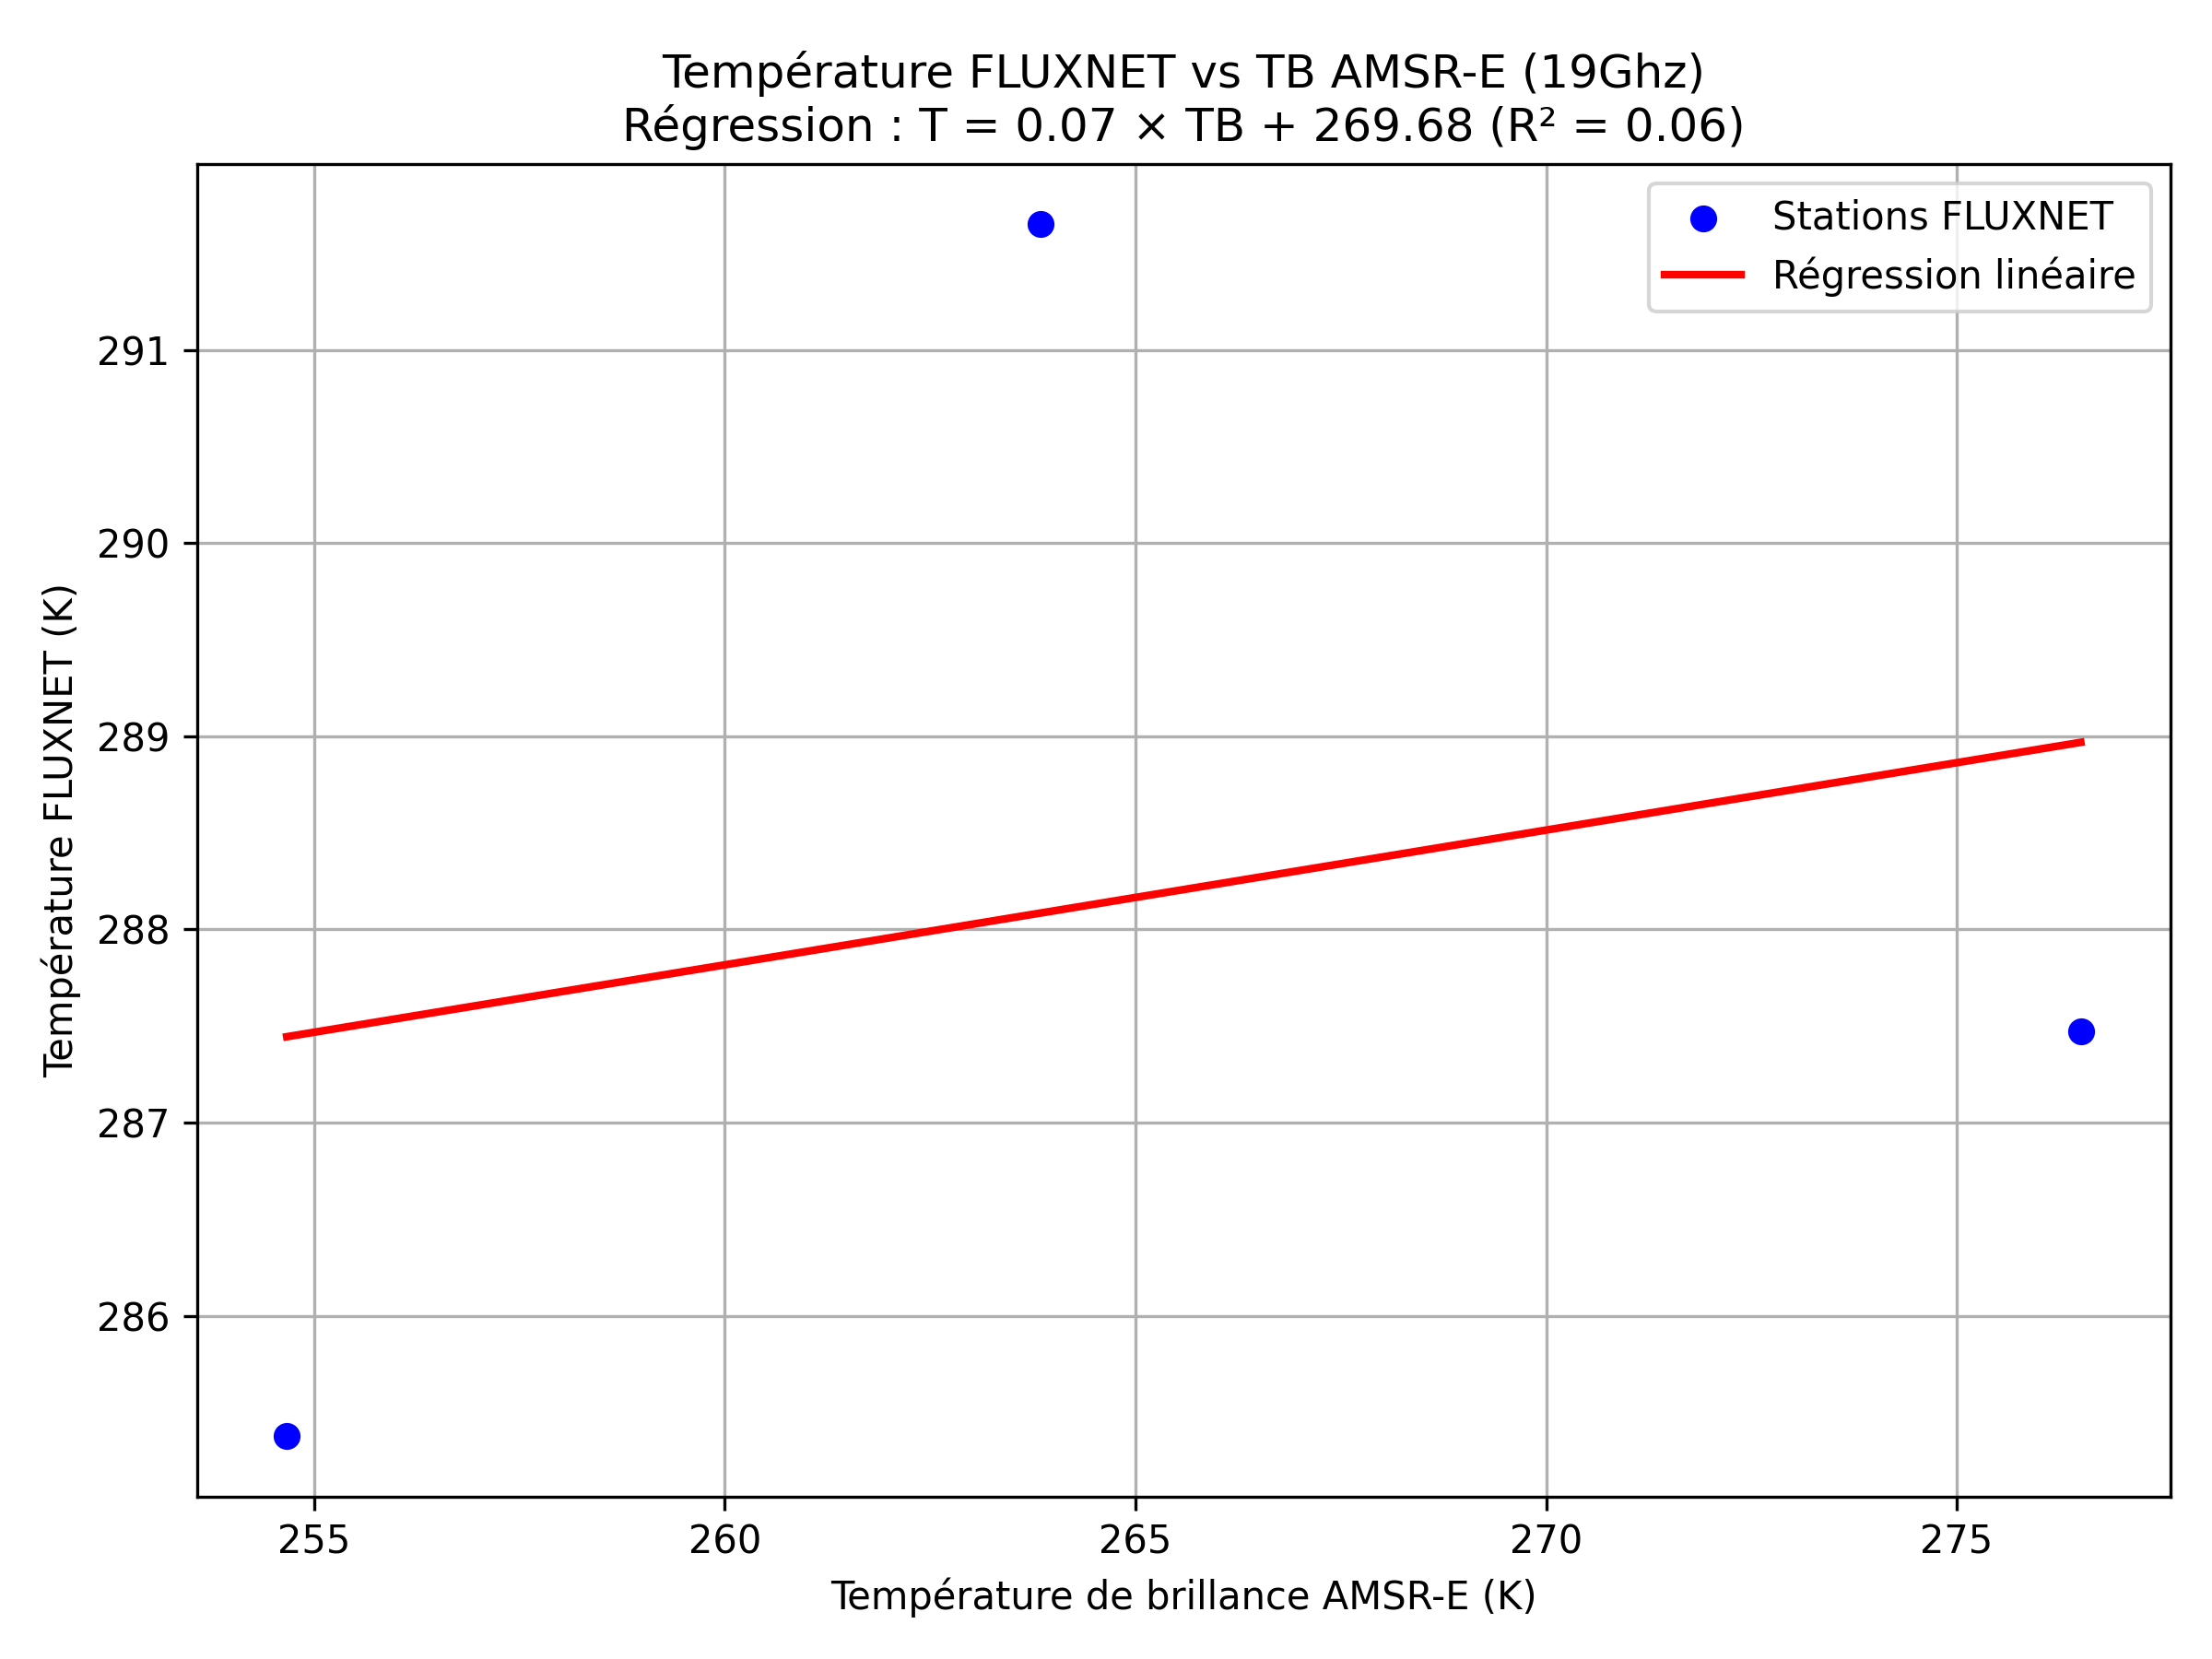 Température FLUXNET vs TB AMSR-E (19Ghz)
Régression : T = 0.07 × TB + 269.68 (R² = 0.06)
Stations FLUXNET
Régression linéaire
291
290
289
288
287
286
Température FLUXNET (K)
255 260 265 270 275
Température de brillance AMSR-E (K)